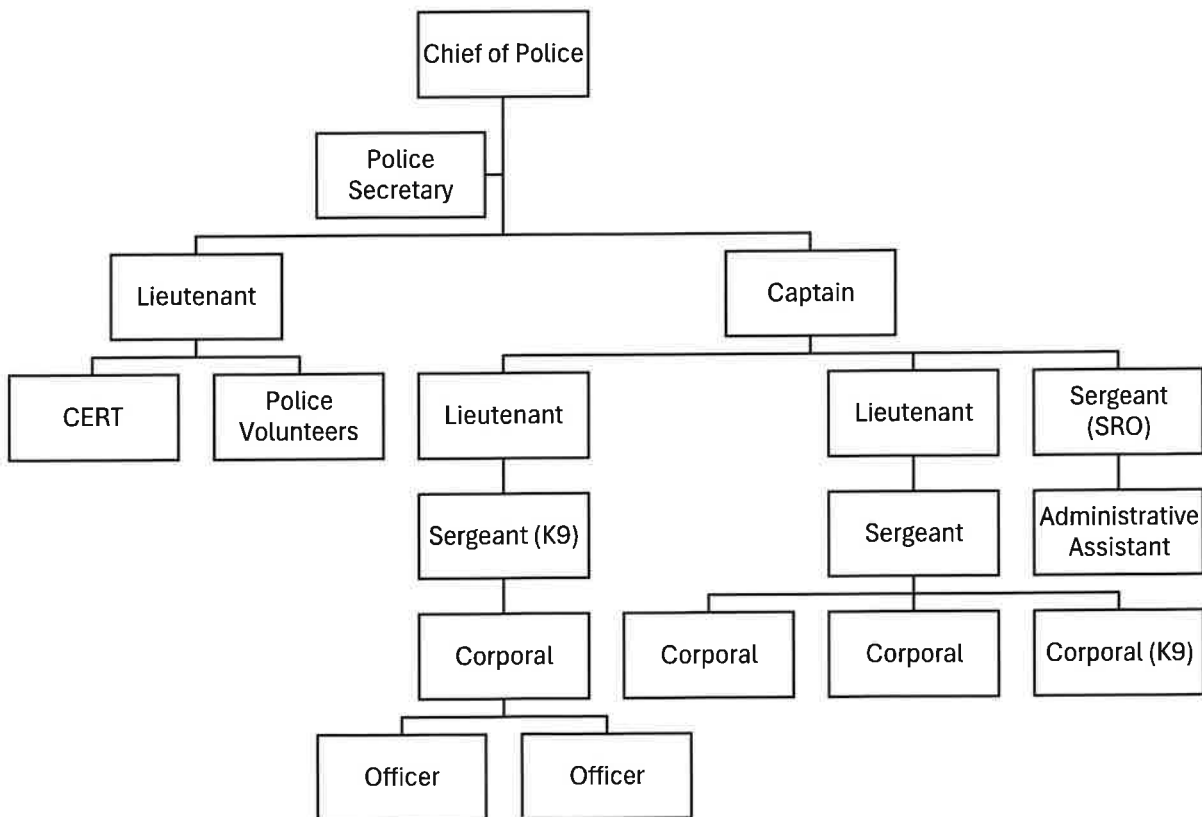 Chief of Police
Police
Secretary
Lieutenant
Captain
CERT
Police
Volunteers
Lieutenant
Lieutenant
Sergeant
(SRO)
Sergeant (K9)
Sergeant
Administrative
Assistant
Corporal
Corporal
Corporal
Corporal (K9)
Officer
Officer